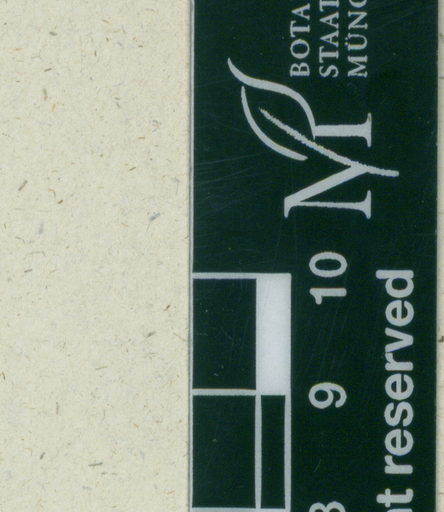 BOTA
STAAT
MÜNC
M
8 9 10
t reserved